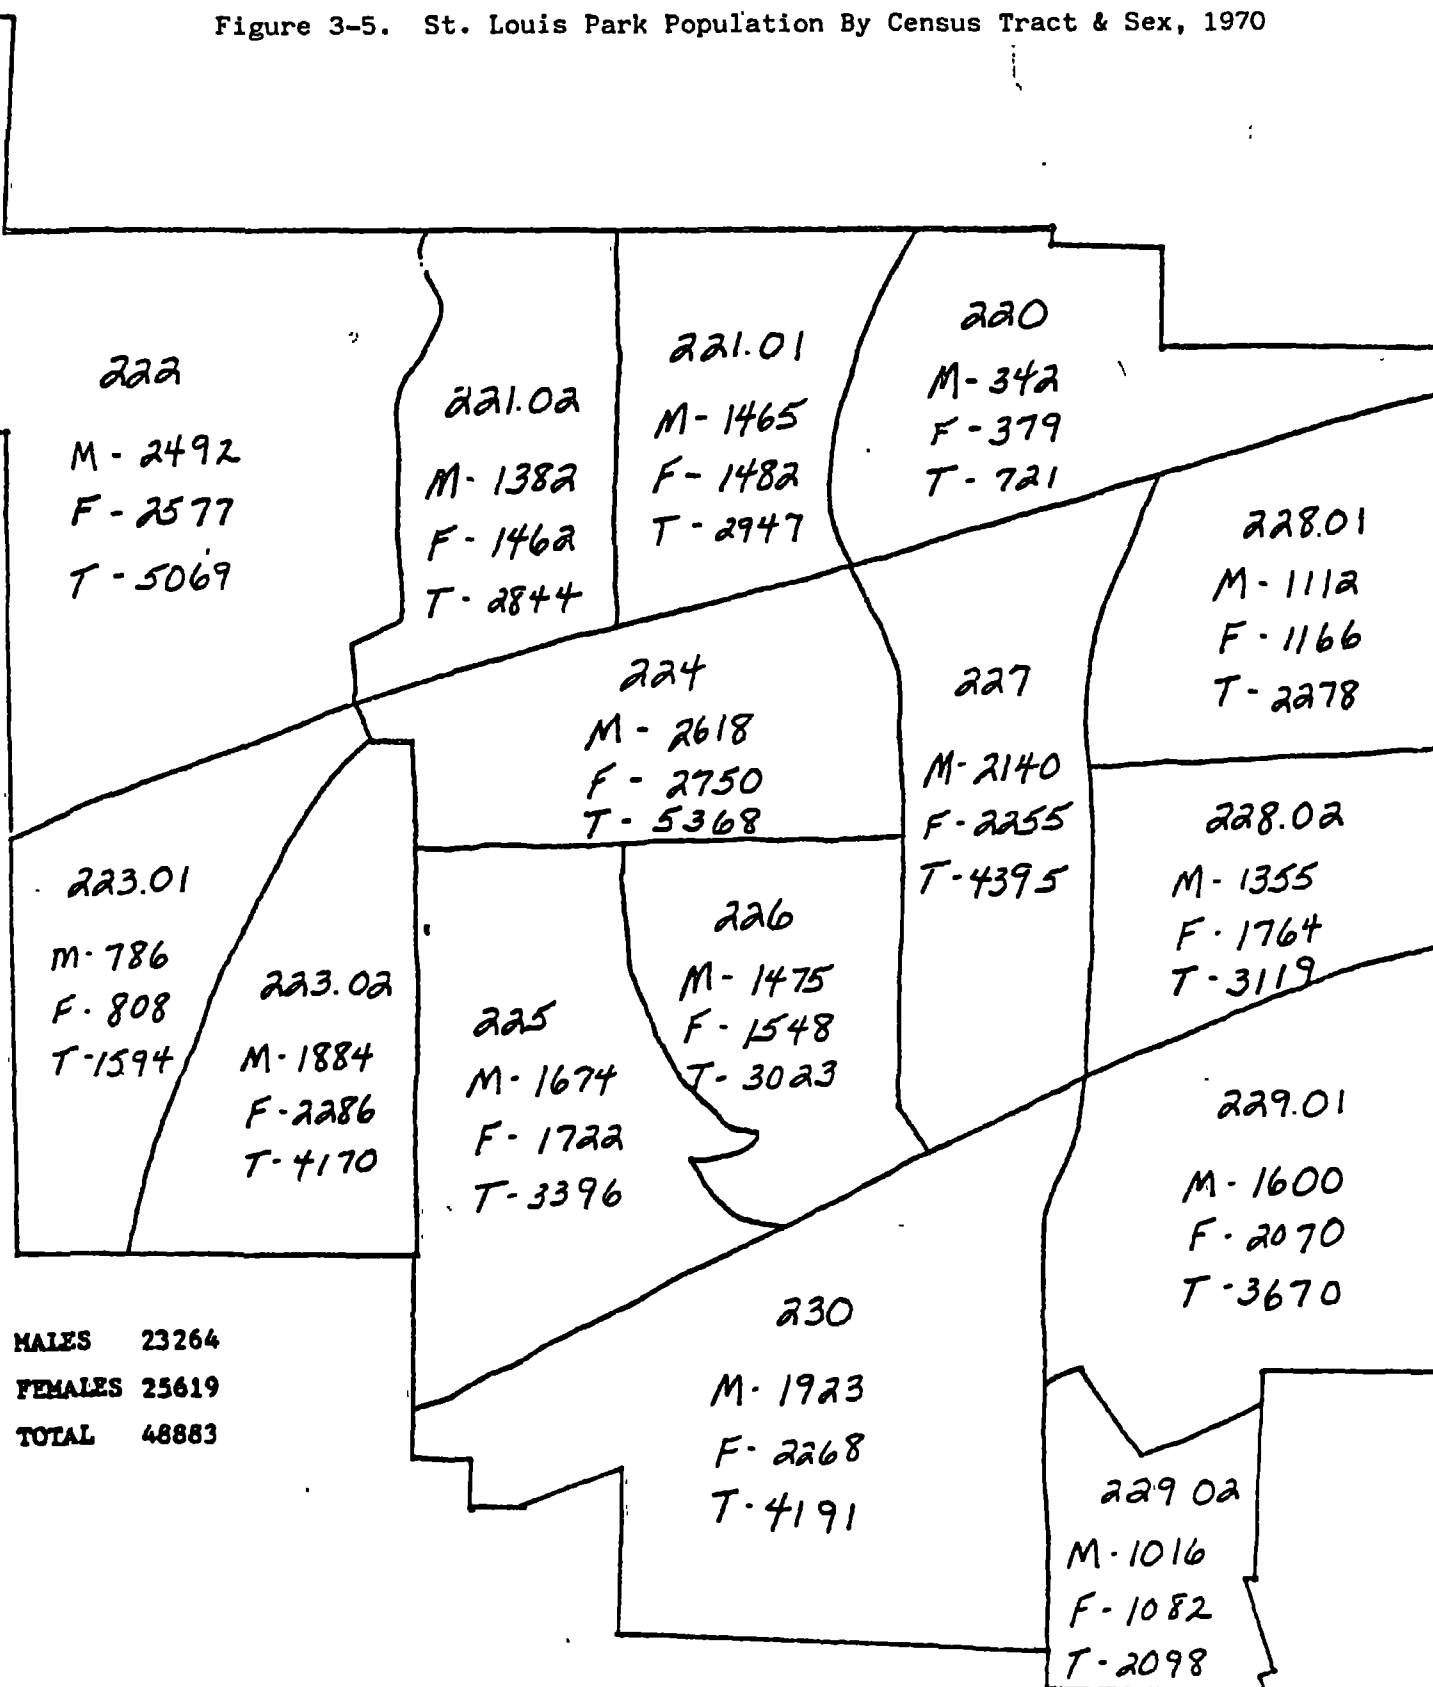 Figure 3-5. St. Louis Park Population By Census Tract & Sex, 1970
222
M - 2492
F - 2577
T - 5069
221.02
M - 1382
F - 1462
T - 2844
221.01
M - 1465
F - 1482
T - 2947
220
M - 342
F - 379
T - 721
228.01
M - 1112
F - 1166
T - 2278
224
M - 2618
F - 2750
T - 5368
227
M - 2140
F - 2255
T - 4395
228.02
M - 1355
F - 1764
T - 3119
223.01
M - 786
F - 808
T - 1594
223.02
M - 1884
F - 2286
T - 4170
225
M - 1674
F - 1722
T - 3396
226
M - 1475
F - 1548
T - 3023
229.01
M - 1600
F - 2070
T - 3670
230
M - 1923
F - 2268
T - 4191
229 02
M - 1016
F - 1082
T - 2098
MALES 23264
FEMALES 25619
TOTAL 48883